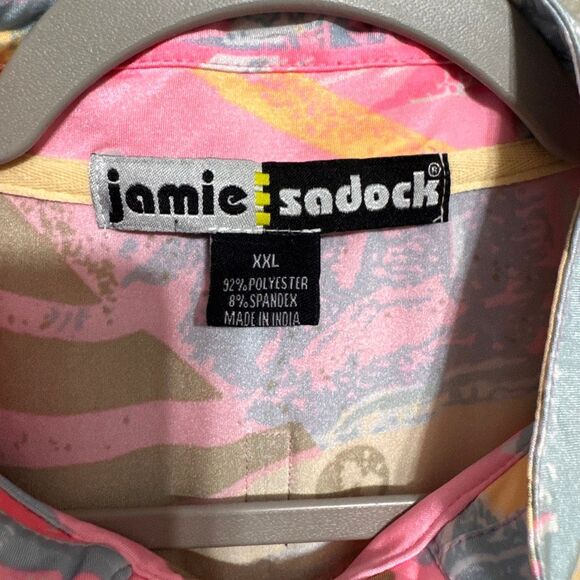 jamie sadock®
XXL
92% POLYESTER
8% SPANDEX
MADE IN INDIA